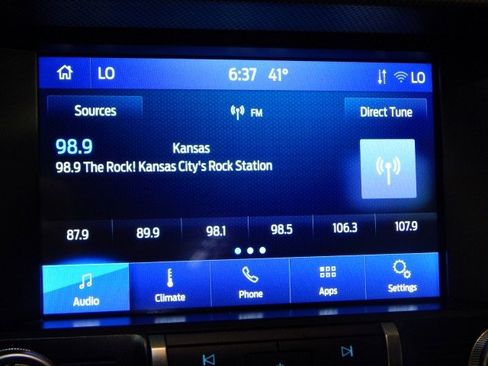 LO 6:37 41° LO
Sources FM Direct Tune
98.9 Kansas
98.9 The Rock! Kansas City's Rock Station
87.9 89.9 98.1 98.5 106.3 107.9
Audio Climate Phone Apps Settings